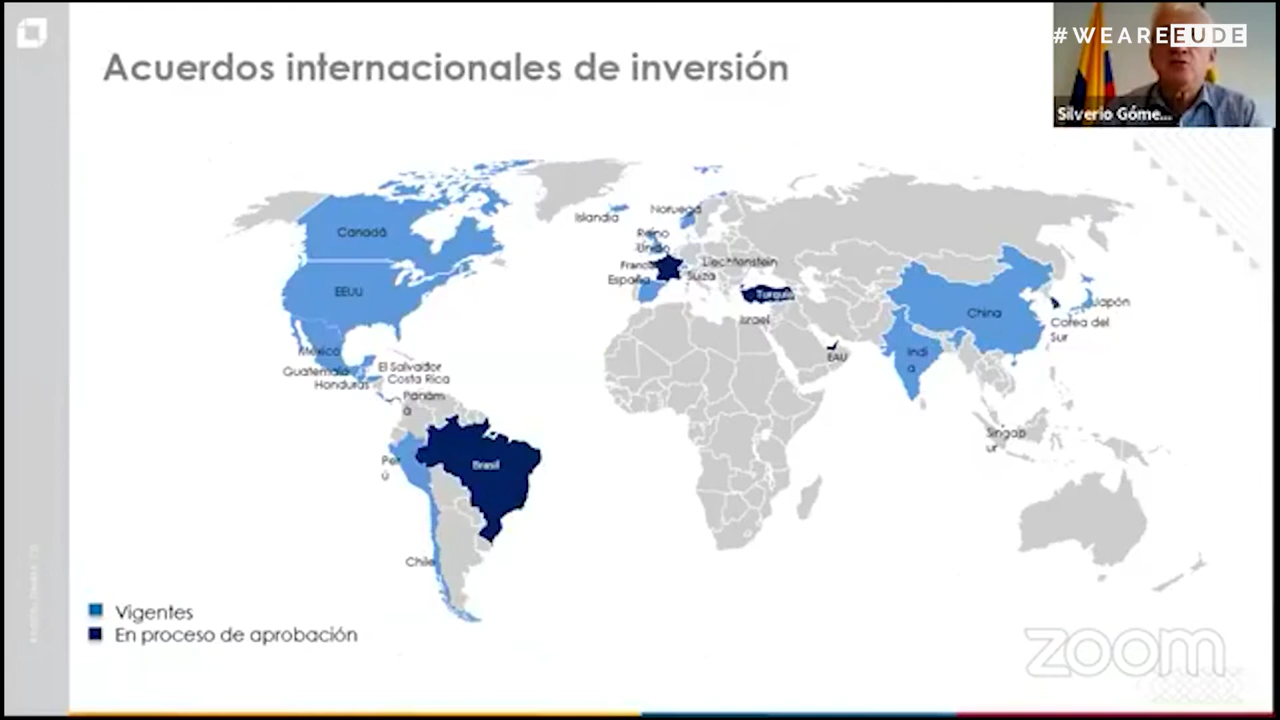 Acuerdos internacionales de inversión
#WEAREEUDE
Silverio Góme...
Canadá
EEUU
México
Guatemala
Honduras
El Salvador
Costa Rica
Panam
á
Per
ú
Brasil
Chile
Islandia
Noruega
Reino
Unido
Francia
España
Suiza
Liechtenstein
Turquía
Israel
EAU
China
Indi
a
Japón
Corea del
Sur
Singap
ur
Vigentes
En proceso de aprobación
zoom